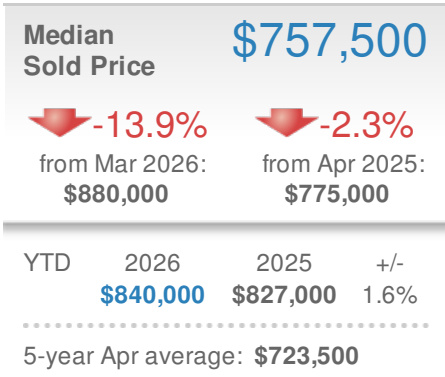 Median $757,500
Sold Price
-13.9% -2.3%
from Mar 2026: from Apr 2025:
$880,000 $775,000
YTD 2026 2025 +/-
$840,000 $827,000 1.6%
5-year Apr average: $723,500